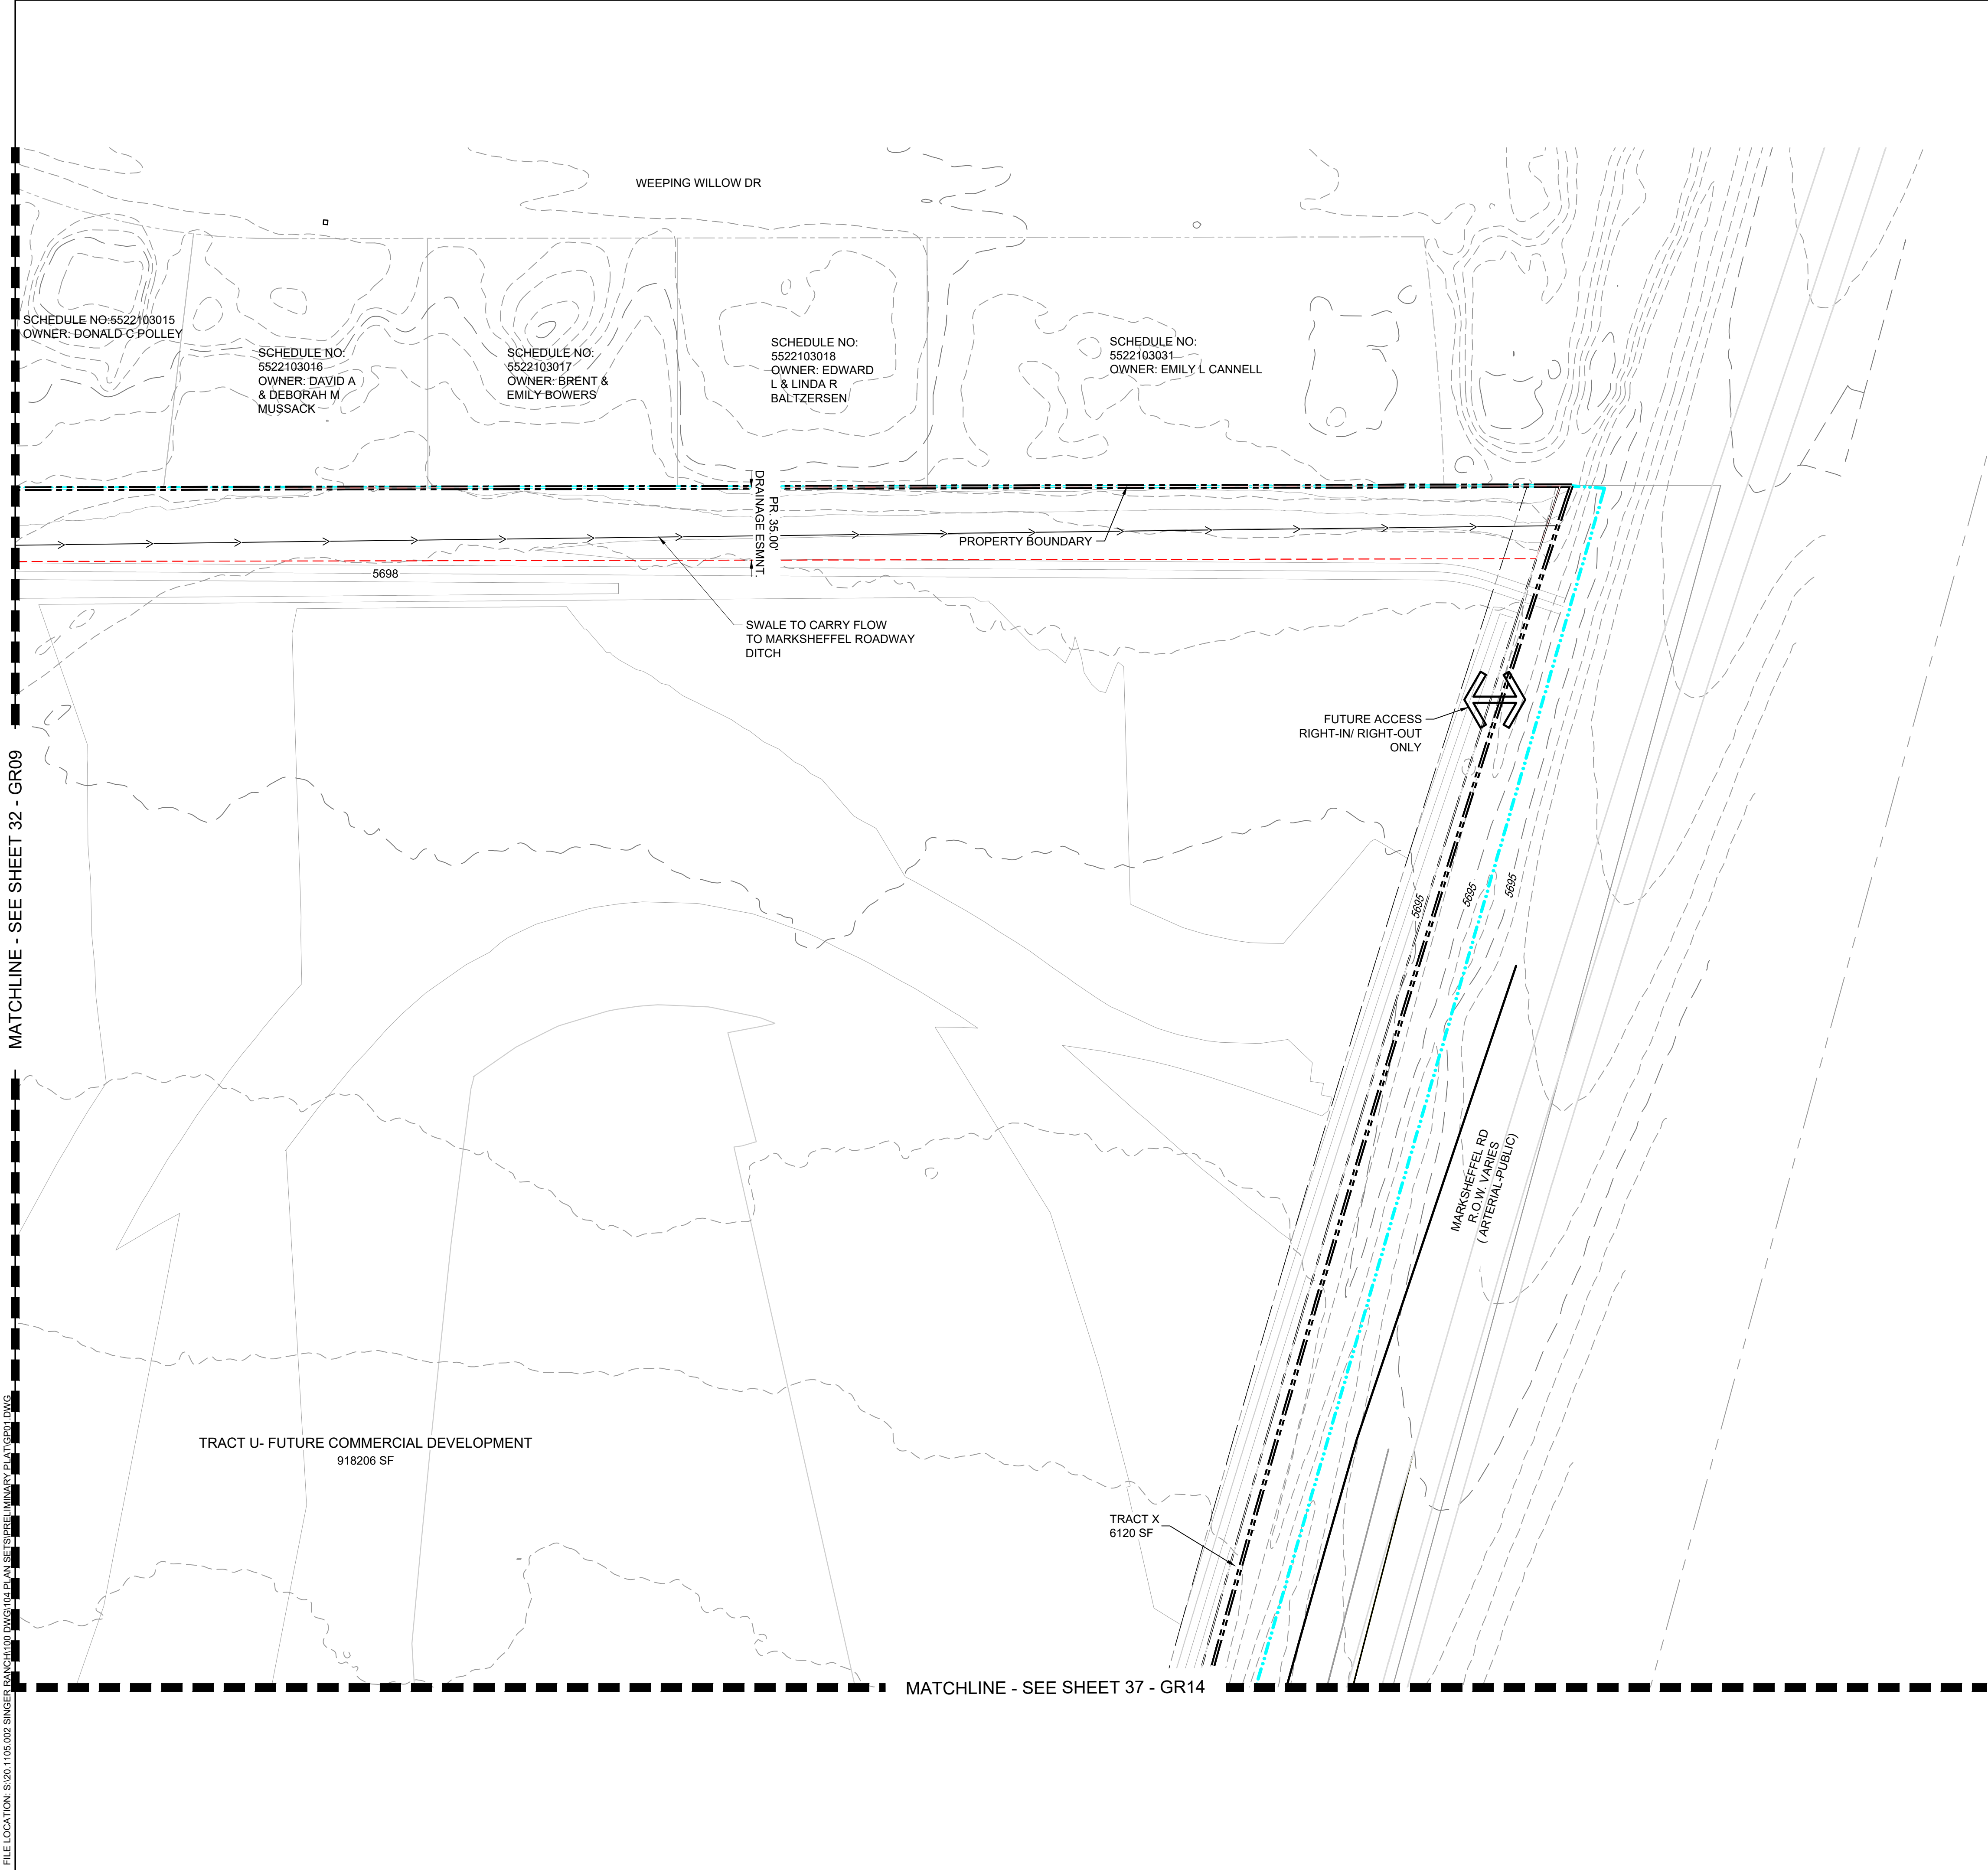 WEEPING WILLOW DR
SCHEDULE NO:5522103015
OWNER: DONALD C POLLEY
SCHEDULE NO:
5522103016
OWNER: DAVID A
& DEBORAH M
MUSSACK
SCHEDULE NO:
5522103017
OWNER: BRENT &
EMILY BOWERS
SCHEDULE NO:
5522103018
OWNER: EDWARD
L & LINDA R
BALTZERSEN
SCHEDULE NO:
5522103031
OWNER: EMILY L CANNELL
PR. 35.00'
DRAINAGE ESMNT.
PROPERTY BOUNDARY
5698
SWALE TO CARRY FLOW
TO MARKSHEFFEL ROADWAY
DITCH
FUTURE ACCESS
RIGHT-IN/ RIGHT-OUT
ONLY
MATCHLINE - SEE SHEET 32 - GR09
5695
5695
5695
MARKSHEFFEL RD
R.O.W. VARIES
( ARTERIAL-PUBLIC)
TRACT U- FUTURE COMMERCIAL DEVELOPMENT
918206 SF
TRACT X
6120 SF
MATCHLINE - SEE SHEET 37 - GR14
FILE LOCATION: S:\20.1105.002 SINGER RANCH\100 DWG\104 PLAN SETS\PRELIMINARY PLAT\GP01.DWG